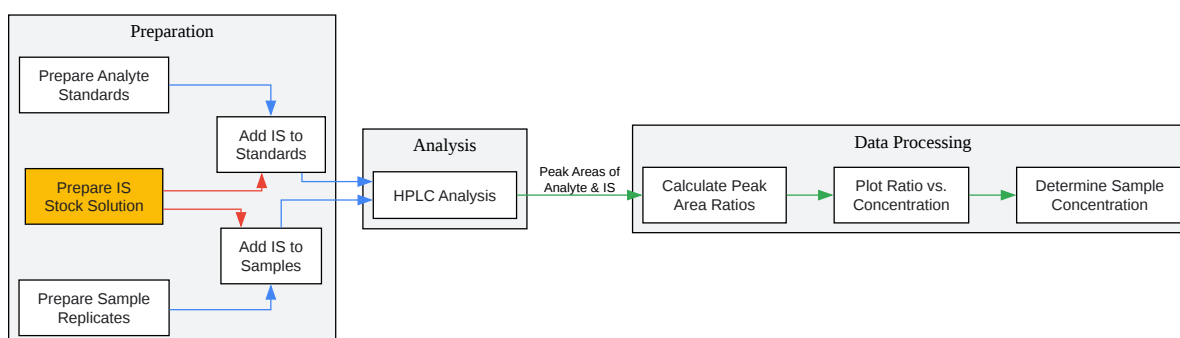 Preparation
Prepare Analyte
Standards
Add IS to
Standards
Prepare IS
Stock Solution
Add IS to
Samples
Prepare Sample
Replicates
Analysis
HPLC Analysis
Peak Areas of
Analyte & IS
Data Processing
Calculate Peak
Area Ratios
Plot Ratio vs.
Concentration
Determine Sample
Concentration